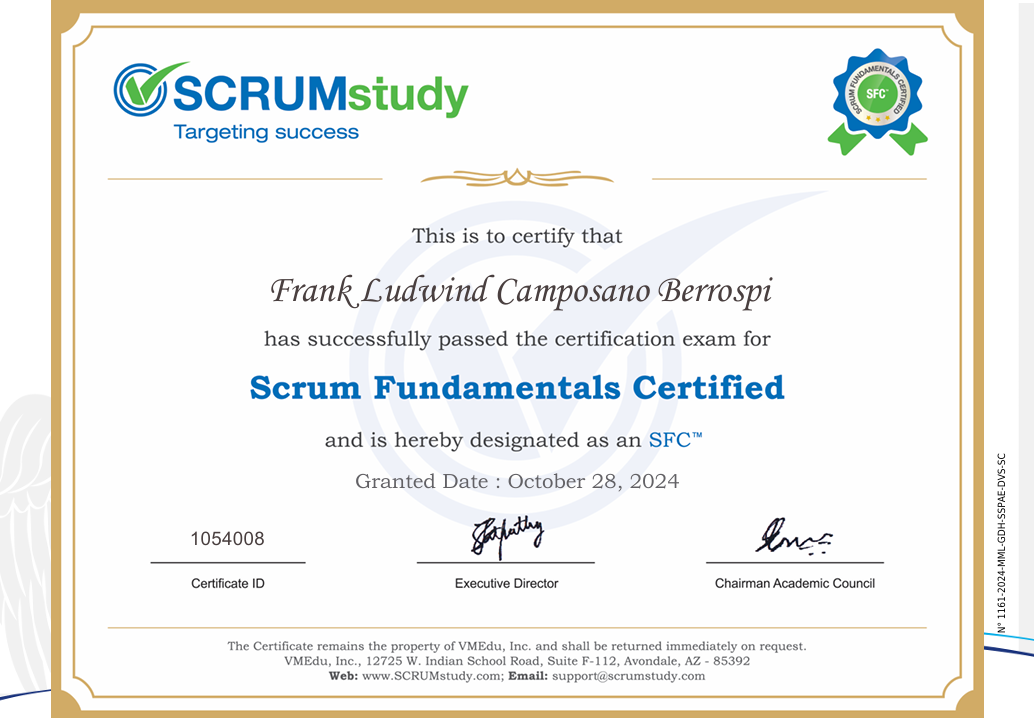 SCRUMstudy
Targeting success
SCRUM FUNDAMENTALS CERTIFIED
SFC™
This is to certify that
Frank Ludwind Camposano Berrospi
has successfully passed the certification exam for
Scrum Fundamentals Certified
and is hereby designated as an SFC™
Granted Date : October 28, 2024
1054008
Certificate ID
Executive Director
Chairman Academic Council
The Certificate remains the property of VMEdu, Inc. and shall be returned immediately on request.
VMEdu, Inc., 12725 W. Indian School Road, Suite F-112, Avondale, AZ - 85392
Web: www.SCRUMstudy.com; Email: support@scrumstudy.com
N° 1161-2024-MML-GDH-SSPAE-DVS-SC